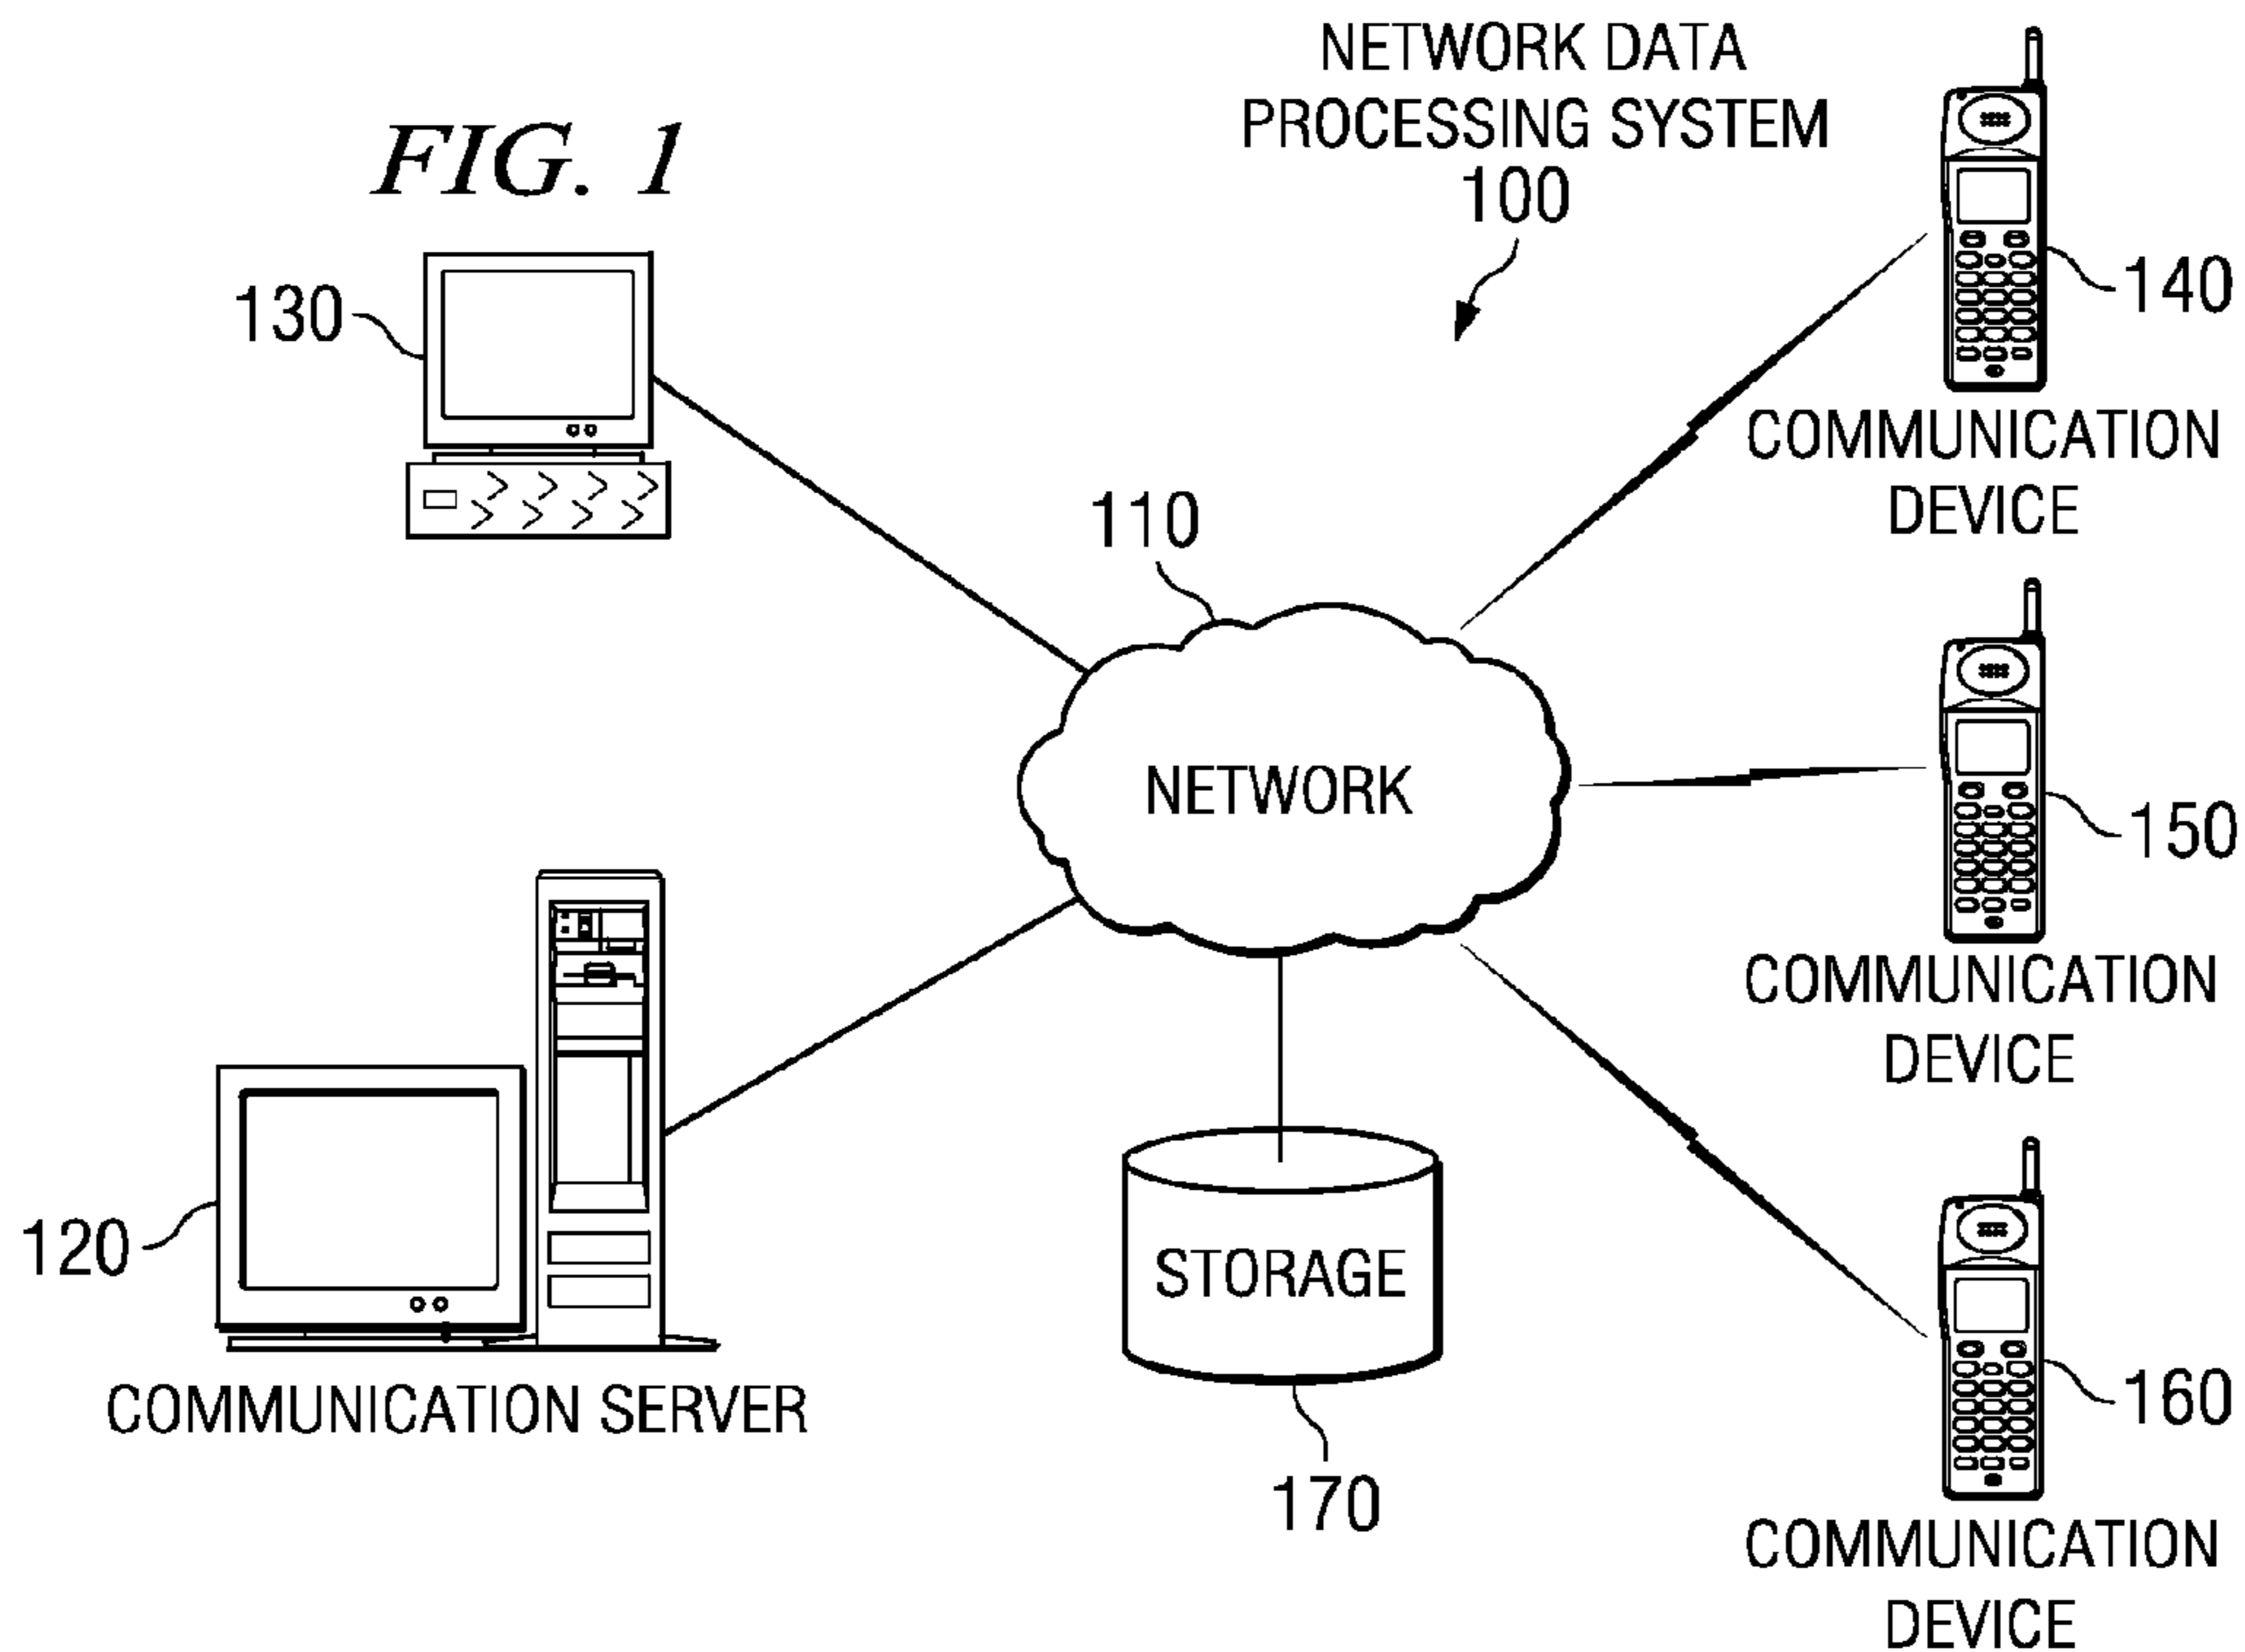 NETWORK DATA
PROCESSING SYSTEM
100
FIG. 1
130
140
COMMUNICATION
DEVICE
110
NETWORK
150
COMMUNICATION
DEVICE
120
COMMUNICATION SERVER
STORAGE
170
160
COMMUNICATION
DEVICE